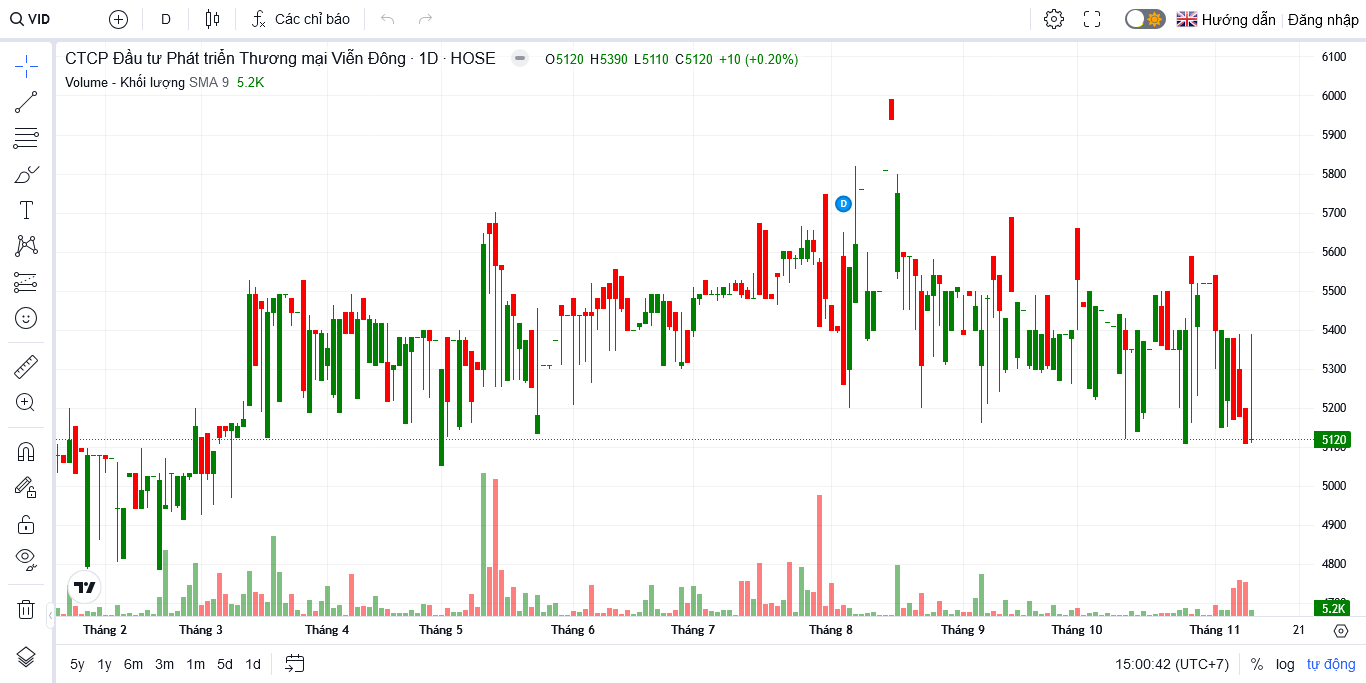 VID D Các chỉ báo Hướng dẫn Đăng nhập
CTCP Đầu tư Phát triển Thương mại Viễn Đông · 1D · HOSE O5120 H5390 L5110 C5120 +10 (+0.20%)
Volume - Khối lượng SMA 9 5.2K
6100
6000
5900
5800
5700
D
5600
5500
5400
5300
5200
5120
5000
4900
4800
5.2K
Tháng 2 Tháng 3 Tháng 4 Tháng 5 Tháng 6 Tháng 7 Tháng 8 Tháng 9 Tháng 10 Tháng 11 21
5y 1y 6m 3m 1m 5d 1d 15:00:42 (UTC+7) % log tự động